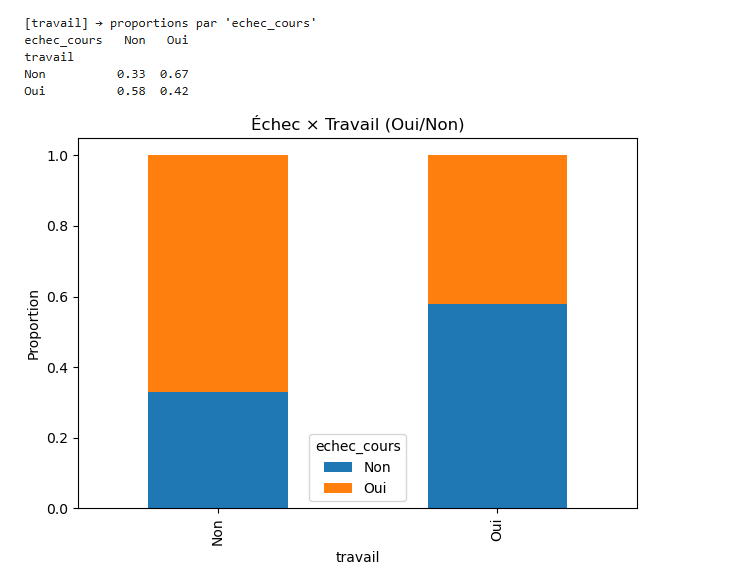 [travail] → proportions par 'echec_cours'
echec_cours Non Oui
travail
Non 0.33 0.67
Oui 0.58 0.42
Échec × Travail (Oui/Non)
1.0
0.8
0.6
0.4
0.2
0.0
Proportion
echec_cours
Non
Oui
Non
Oui
travail